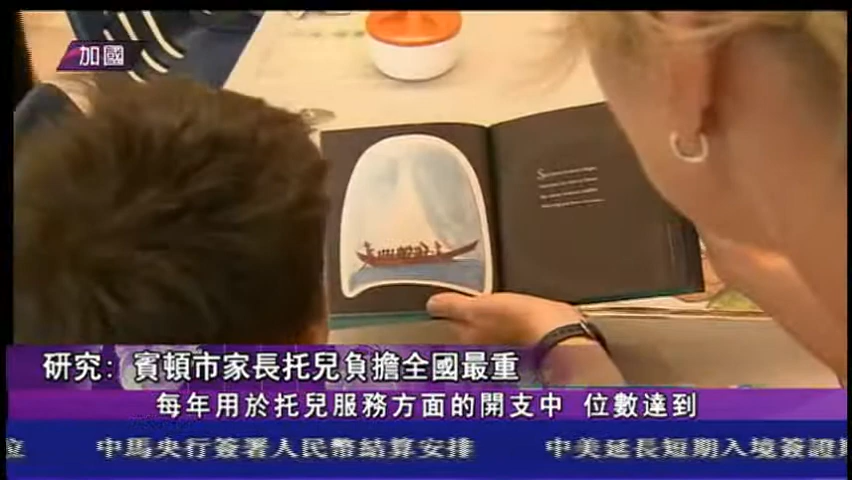 加國
研究: 賓頓市家長托兒負擔全國最重
每年用於托兒服務方面的開支中 位數達到
位 中馬央行簽署人民幣結算安排 中美延長短期入境簽證